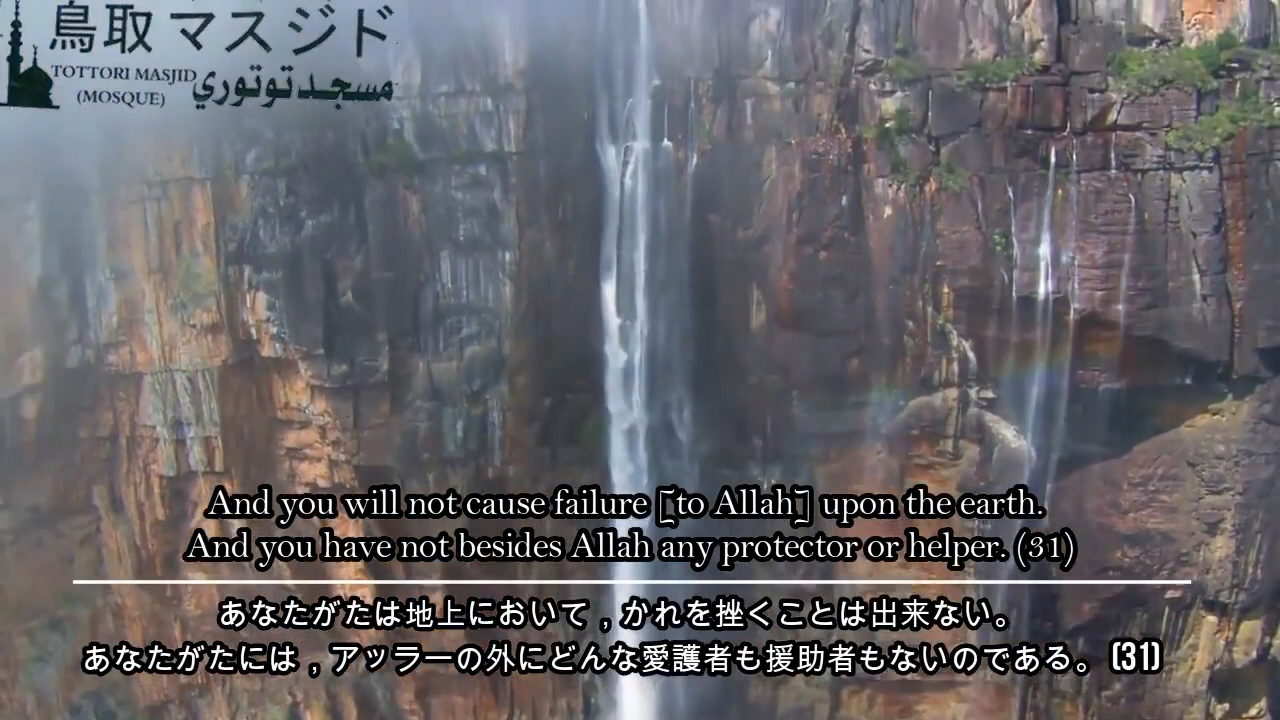 鳥取マスジド
TOTTORI MASJID
(MOSQUE)
مسجد توتوري
And you will not cause failure [to Allah] upon the earth.
And you have not besides Allah any protector or helper. (31)
あなたがたは地上において，かれを挫くことは出来ない。
あなたがたには，アッラーの外にどんな愛護者も援助者もないのである。 (31)